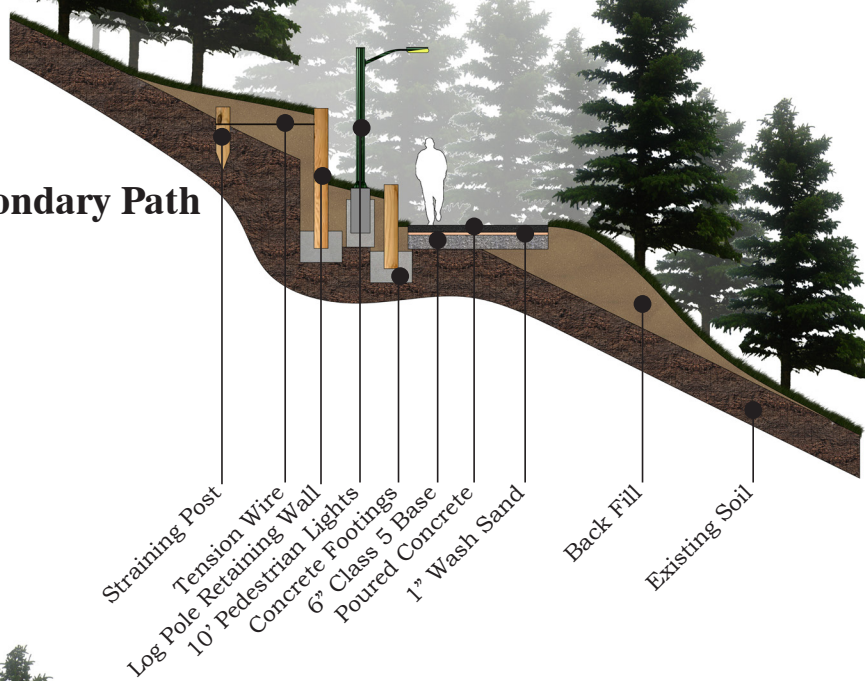 ondary Path
Straining Post
Tension Wire
Log Pole Retaining Wall
10’ Pedestrian Lights
Concrete Footings
6” Class 5 Base
Poured Concrete
1” Wash Sand
Back Fill
Existing Soil